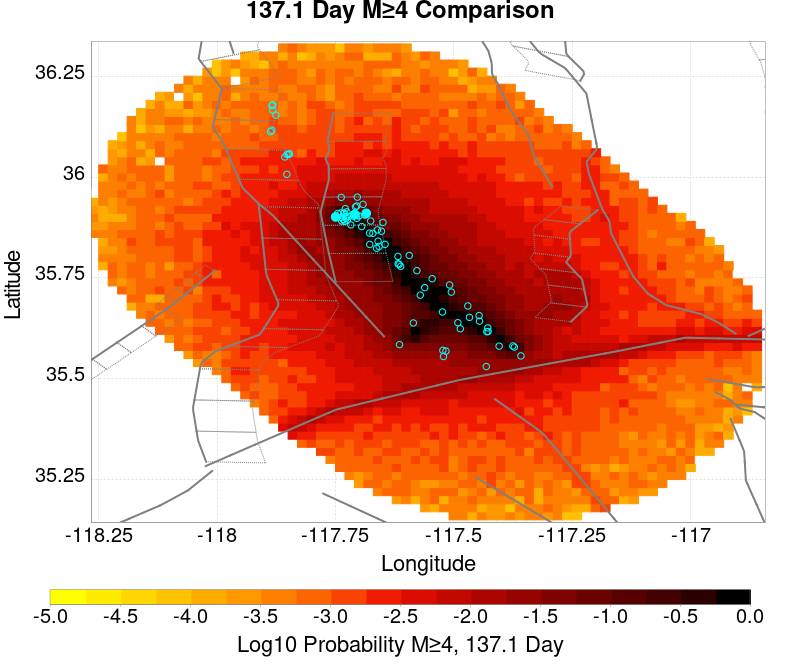 137.1 Day M≥4 Comparison
36.25
36
35.75
35.5
35.25
Latitude
-118.25 -118 -117.75 -117.5 -117.25 -117
Longitude
-5.0 -4.5 -4.0 -3.5 -3.0 -2.5 -2.0 -1.5 -1.0 -0.5 0.0
Log10 Probability M≥4, 137.1 Day